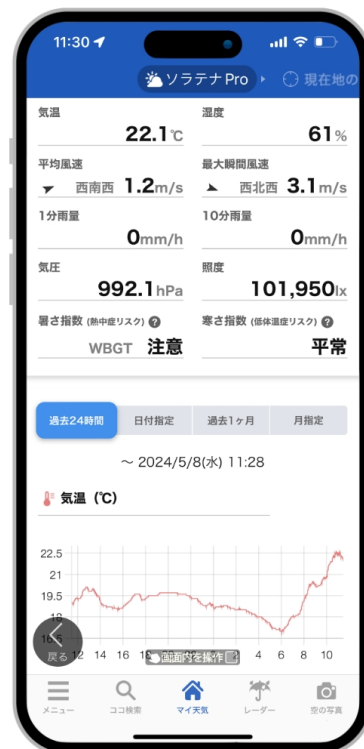 11:30
ソラテナPro
現在地の
気温 湿度
22.1℃ 61%
平均風速 最大瞬間風速
西南西 1.2m/s 西北西 3.1m/s
1分雨量 10分雨量
0mm/h 0mm/h
気圧 照度
992.1hPa 101,950lx
暑さ指数 (熱中症リスク) ? 寒さ指数 (低体温症リスク) ?
WBGT 注意 平常
過去24時間 日付指定 過去1ヶ月 月指定
～ 2024/5/8(水) 11:28
気温（℃）
22.5
21
19.5
18
16.5
12 14 16 18 2 4 6 8 10
戻る
画面内を操作
メニュー ココ検索 マイ天気 レーダー 空の写真